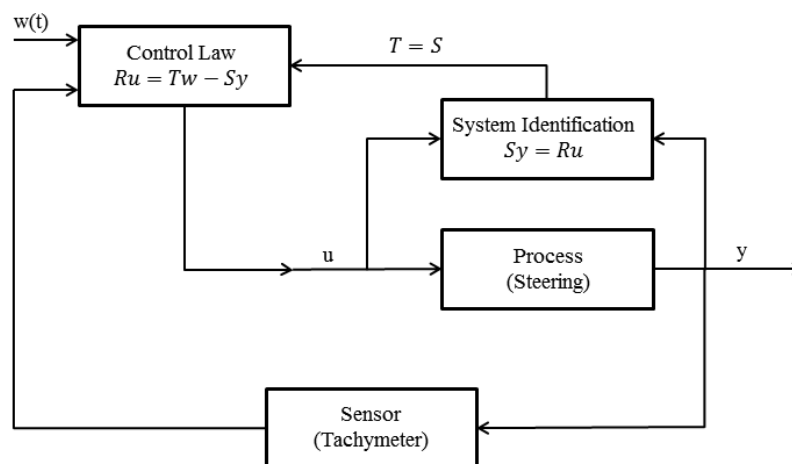 w(t)
Control Law
Ru = Tw − Sy
T = S
System Identification
Sy = Ru
u
Process
(Steering)
y
Sensor
(Tachymeter)